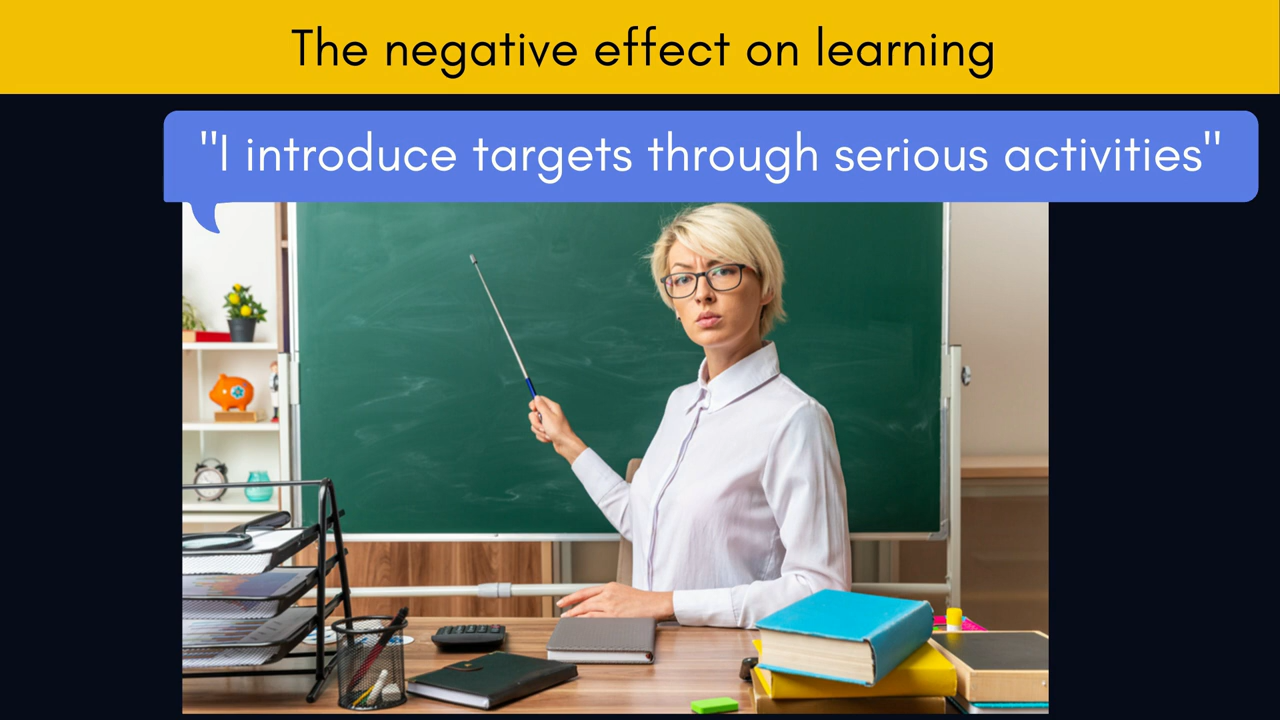 The negative effect on learning
"I introduce targets through serious activities"